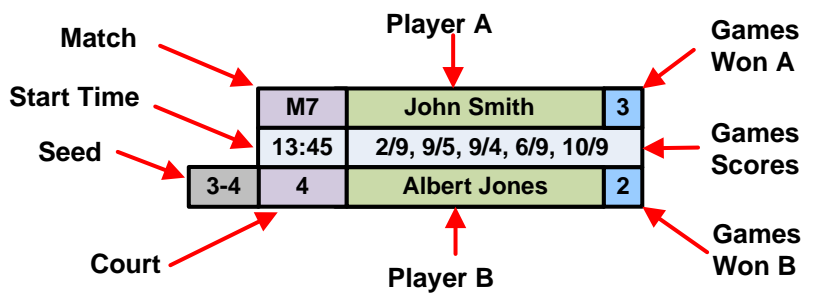 Match
Player A
Games
Won A
Start Time
M7 John Smith 3
13:45 2/9, 9/5, 9/4, 6/9, 10/9
Games
Scores
Seed
3-4 4 Albert Jones 2
Court
Player B
Games
Won B